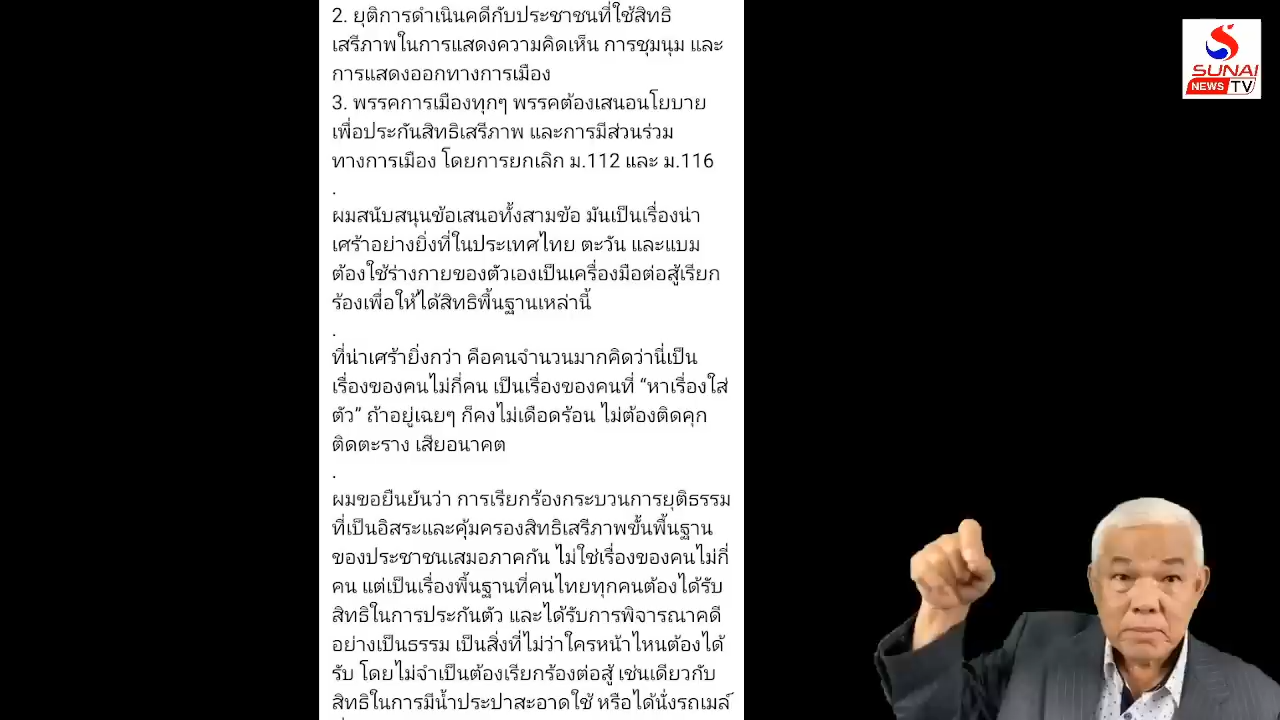 2. ยุติการดำเนินคดีกับประชาชนที่ใช้สิทธิ
เสรีภาพในการแสดงความคิดเห็น การชุมนุม และ
การแสดงออกทางการเมือง
3. พรรคการเมืองทุกๆ พรรคต้องเสนอนโยบาย
เพื่อประกันสิทธิเสรีภาพ และการมีส่วนร่วม
ทางการเมือง โดยการยกเลิก ม.112 และ ม.116
.
ผมสนับสนุนข้อเสนอทั้งสามข้อ มันเป็นเรื่องน่า
เศร้าอย่างยิ่งที่ในประเทศไทย ตะวัน และแบม
ต้องใช้ร่างกายของตัวเองเป็นเครื่องมือต่อสู้เรียก
ร้องเพื่อให้ได้สิทธิพื้นฐานเหล่านี้
.
ที่น่าเศร้ายิ่งกว่า คือคนจำนวนมากคิดว่านี่เป็น
เรื่องของคนไม่กี่คน เป็นเรื่องของคนที่ “หาเรื่องใส่
ตัว” ถ้าอยู่เฉยๆ ก็คงไม่เดือดร้อน ไม่ต้องติดคุก
ติดตะราง เสียอนาคต
.
ผมขอยืนยันว่า การเรียกร้องกระบวนการยุติธรรม
ที่เป็นอิสระและคุ้มครองสิทธิเสรีภาพขั้นพื้นฐาน
ของประชาชนเสมอภาคกัน ไม่ใช่เรื่องของคนไม่กี่
คน แต่เป็นเรื่องพื้นฐานที่คนไทยทุกคนต้องได้รับ
สิทธิในการประกันตัว และได้รับการพิจารณาคดี
อย่างเป็นธรรม เป็นสิ่งที่ไม่ว่าใครหน้าไหนต้องได้
รับ โดยไม่จำเป็นต้องเรียกร้องต่อสู้ เช่นเดียวกับ
สิทธิในการมีน้ำประปาสะอาดใช้ หรือได้นั่งรถเมล์
SUNAI
NEWS TV